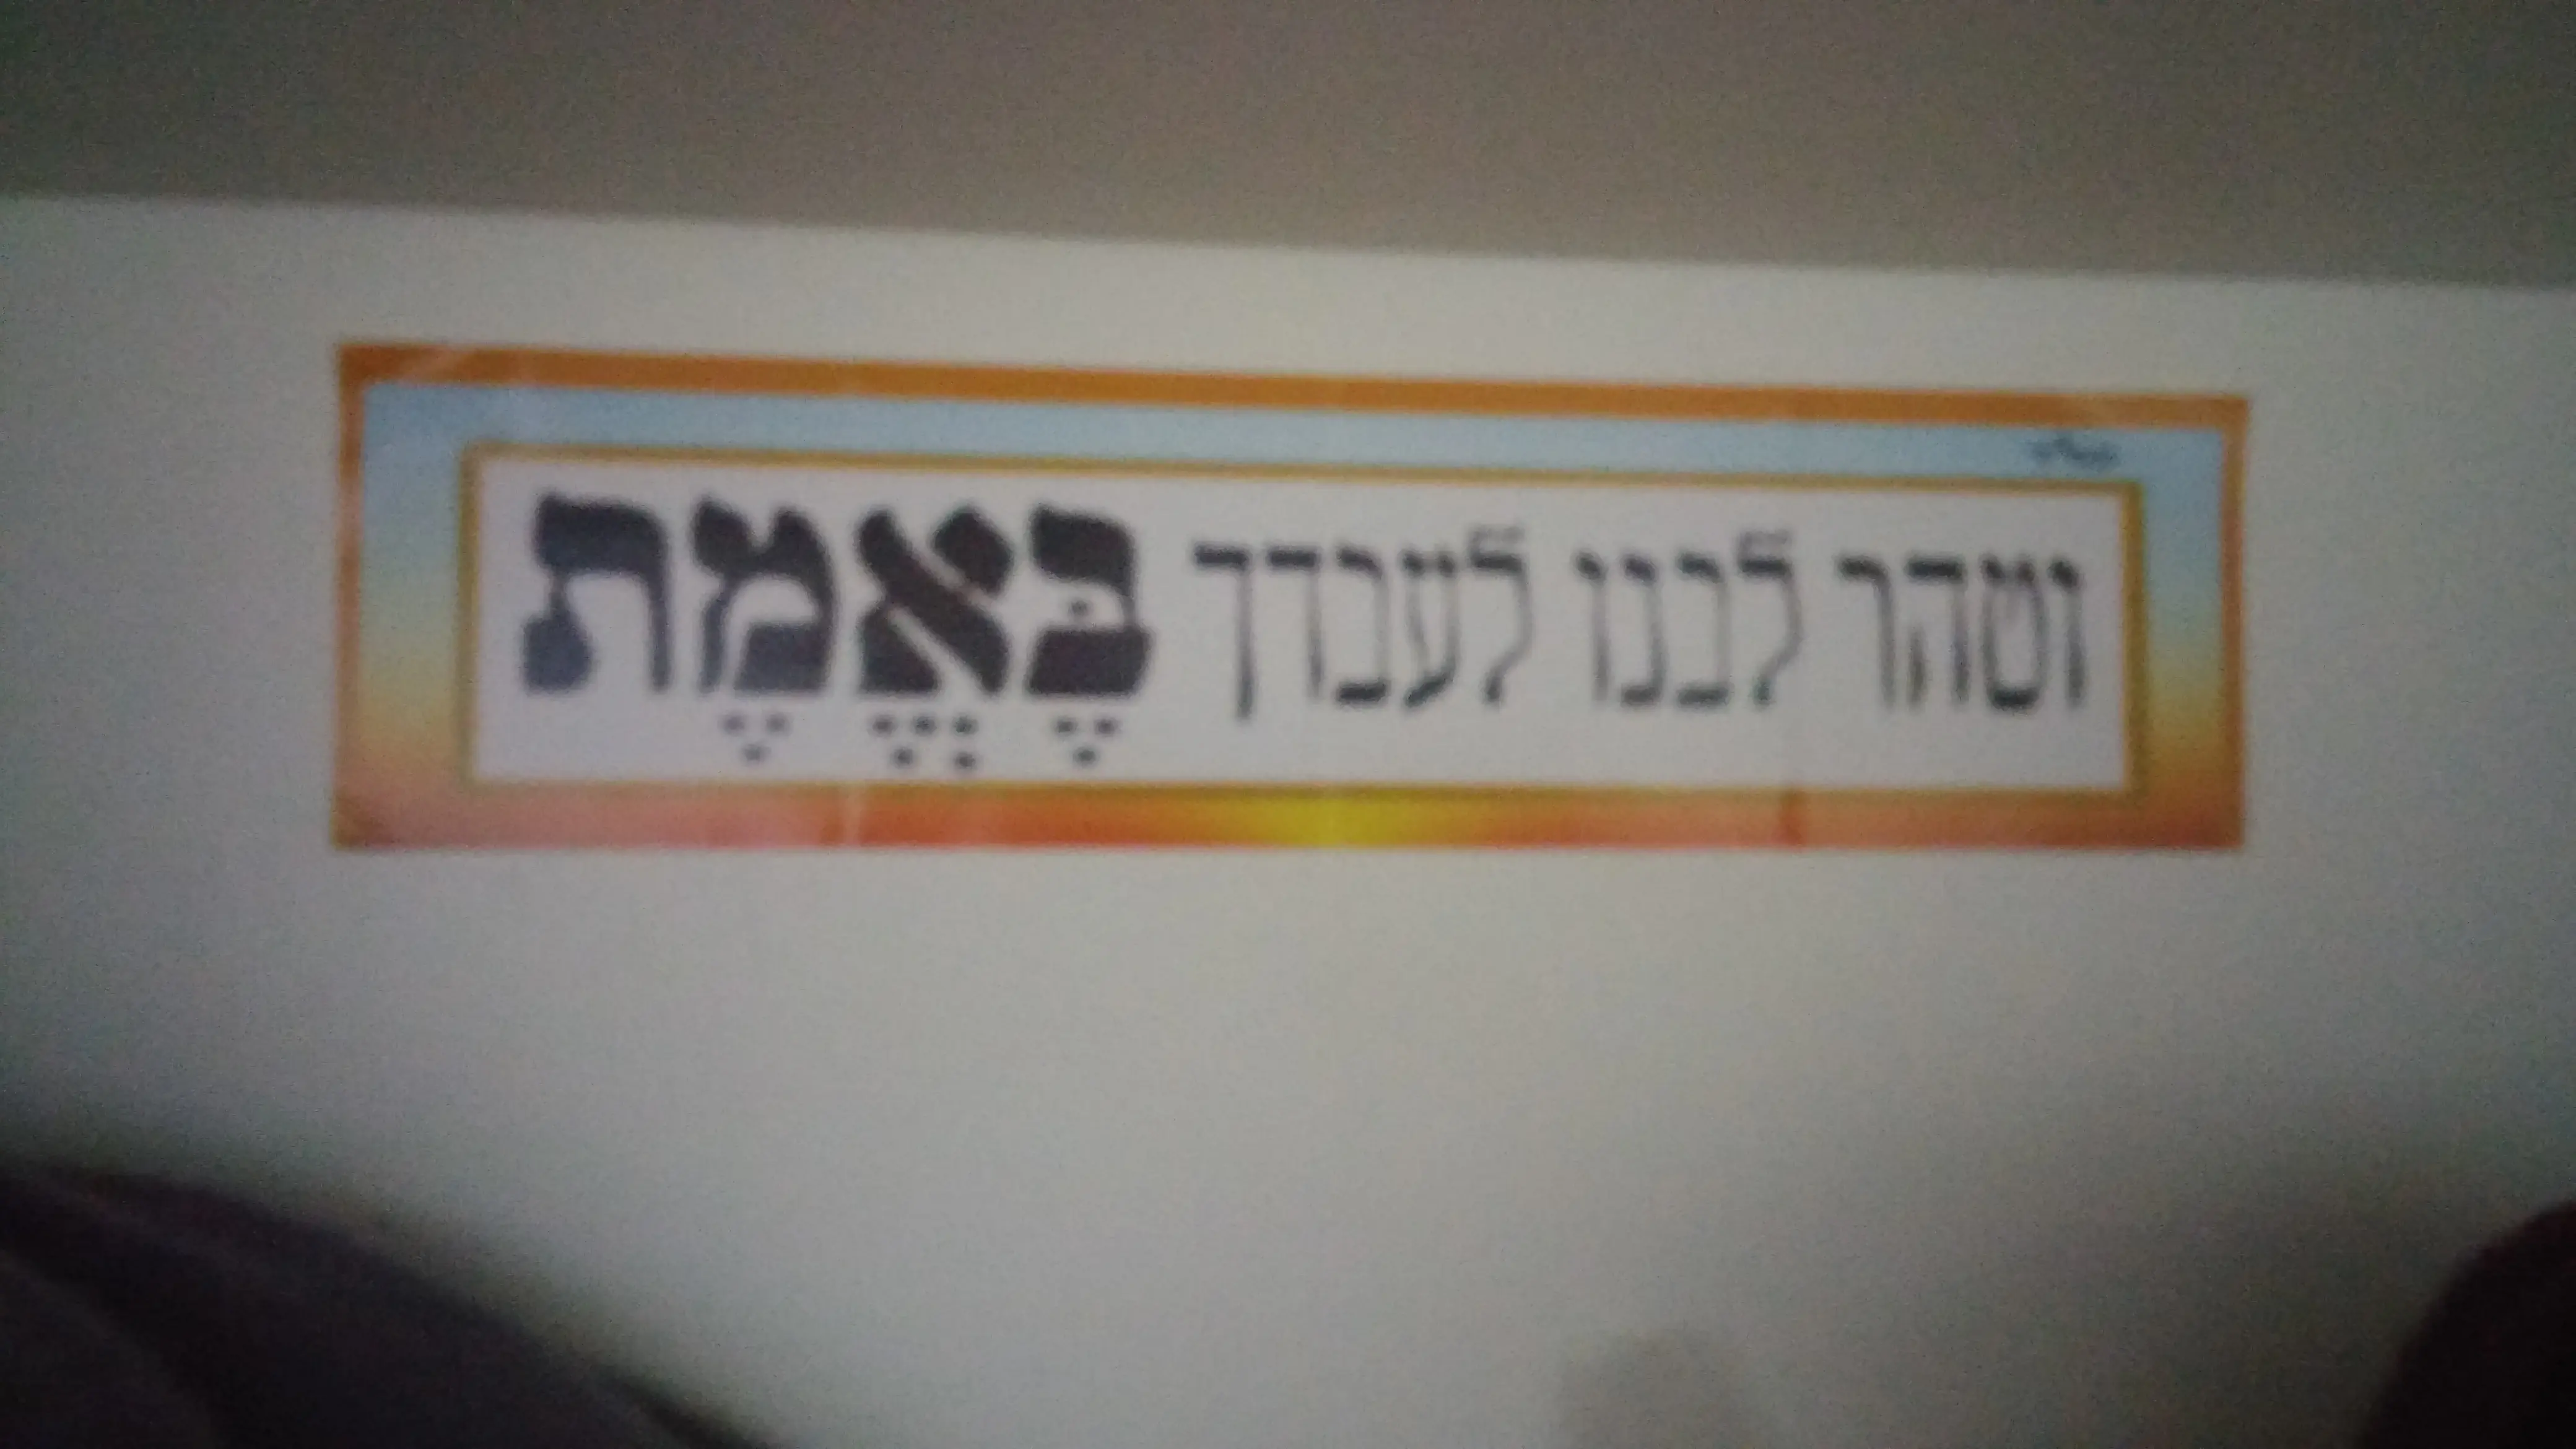 וטהר לבנו לעבדך בֶּאֱמֶת